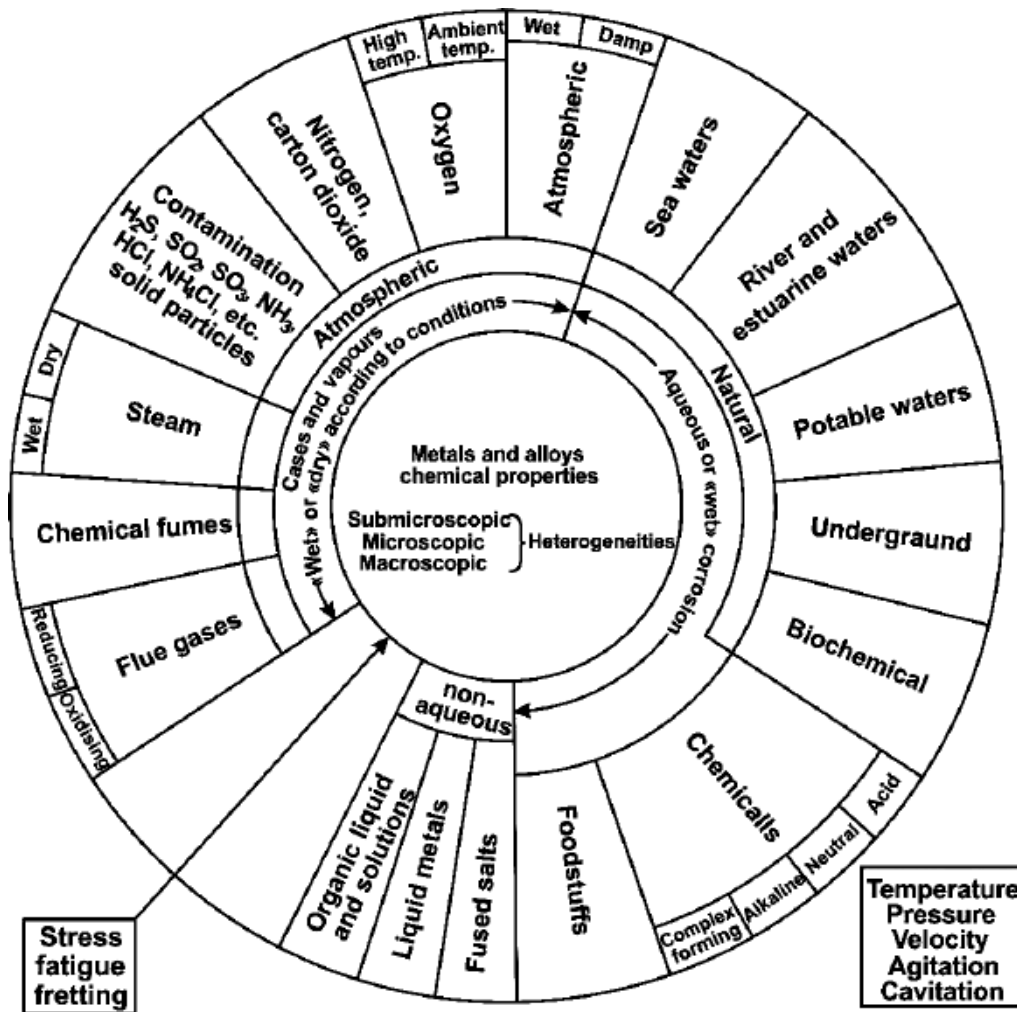 High
temp.
Ambient
temp.
Wet
Damp
Oxygen
Atmospheric
Sea waters
River and
estuarine waters
Potable waters
Undergraund
Biochemical
Chemicalls
Acid
Neutral
Alkaline
Complex
forming
Foodstuffs
Fused salts
Liquid metals
Organic liquid
and solutions
non-
aqueous
Flue gases
Reducing
Oxidising
Chemical fumes
Steam
Wet
Dry
Contamination
H₂S, SO₂, SO₃, NH₃,
HCl, NH₄Cl, etc.
solid particles
Nitrogen,
carton dioxide
Atmospheric
Natural
Cases and vapours
«Wet» or «dry» according to conditions
Aqueous or «wet» corrosion
Metals and alloys
chemical properties
Submicroscopic
Microscopic
Macroscopic
Heterogeneities
Stress
fatigue
fretting
Temperature
Pressure
Velocity
Agitation
Cavitation